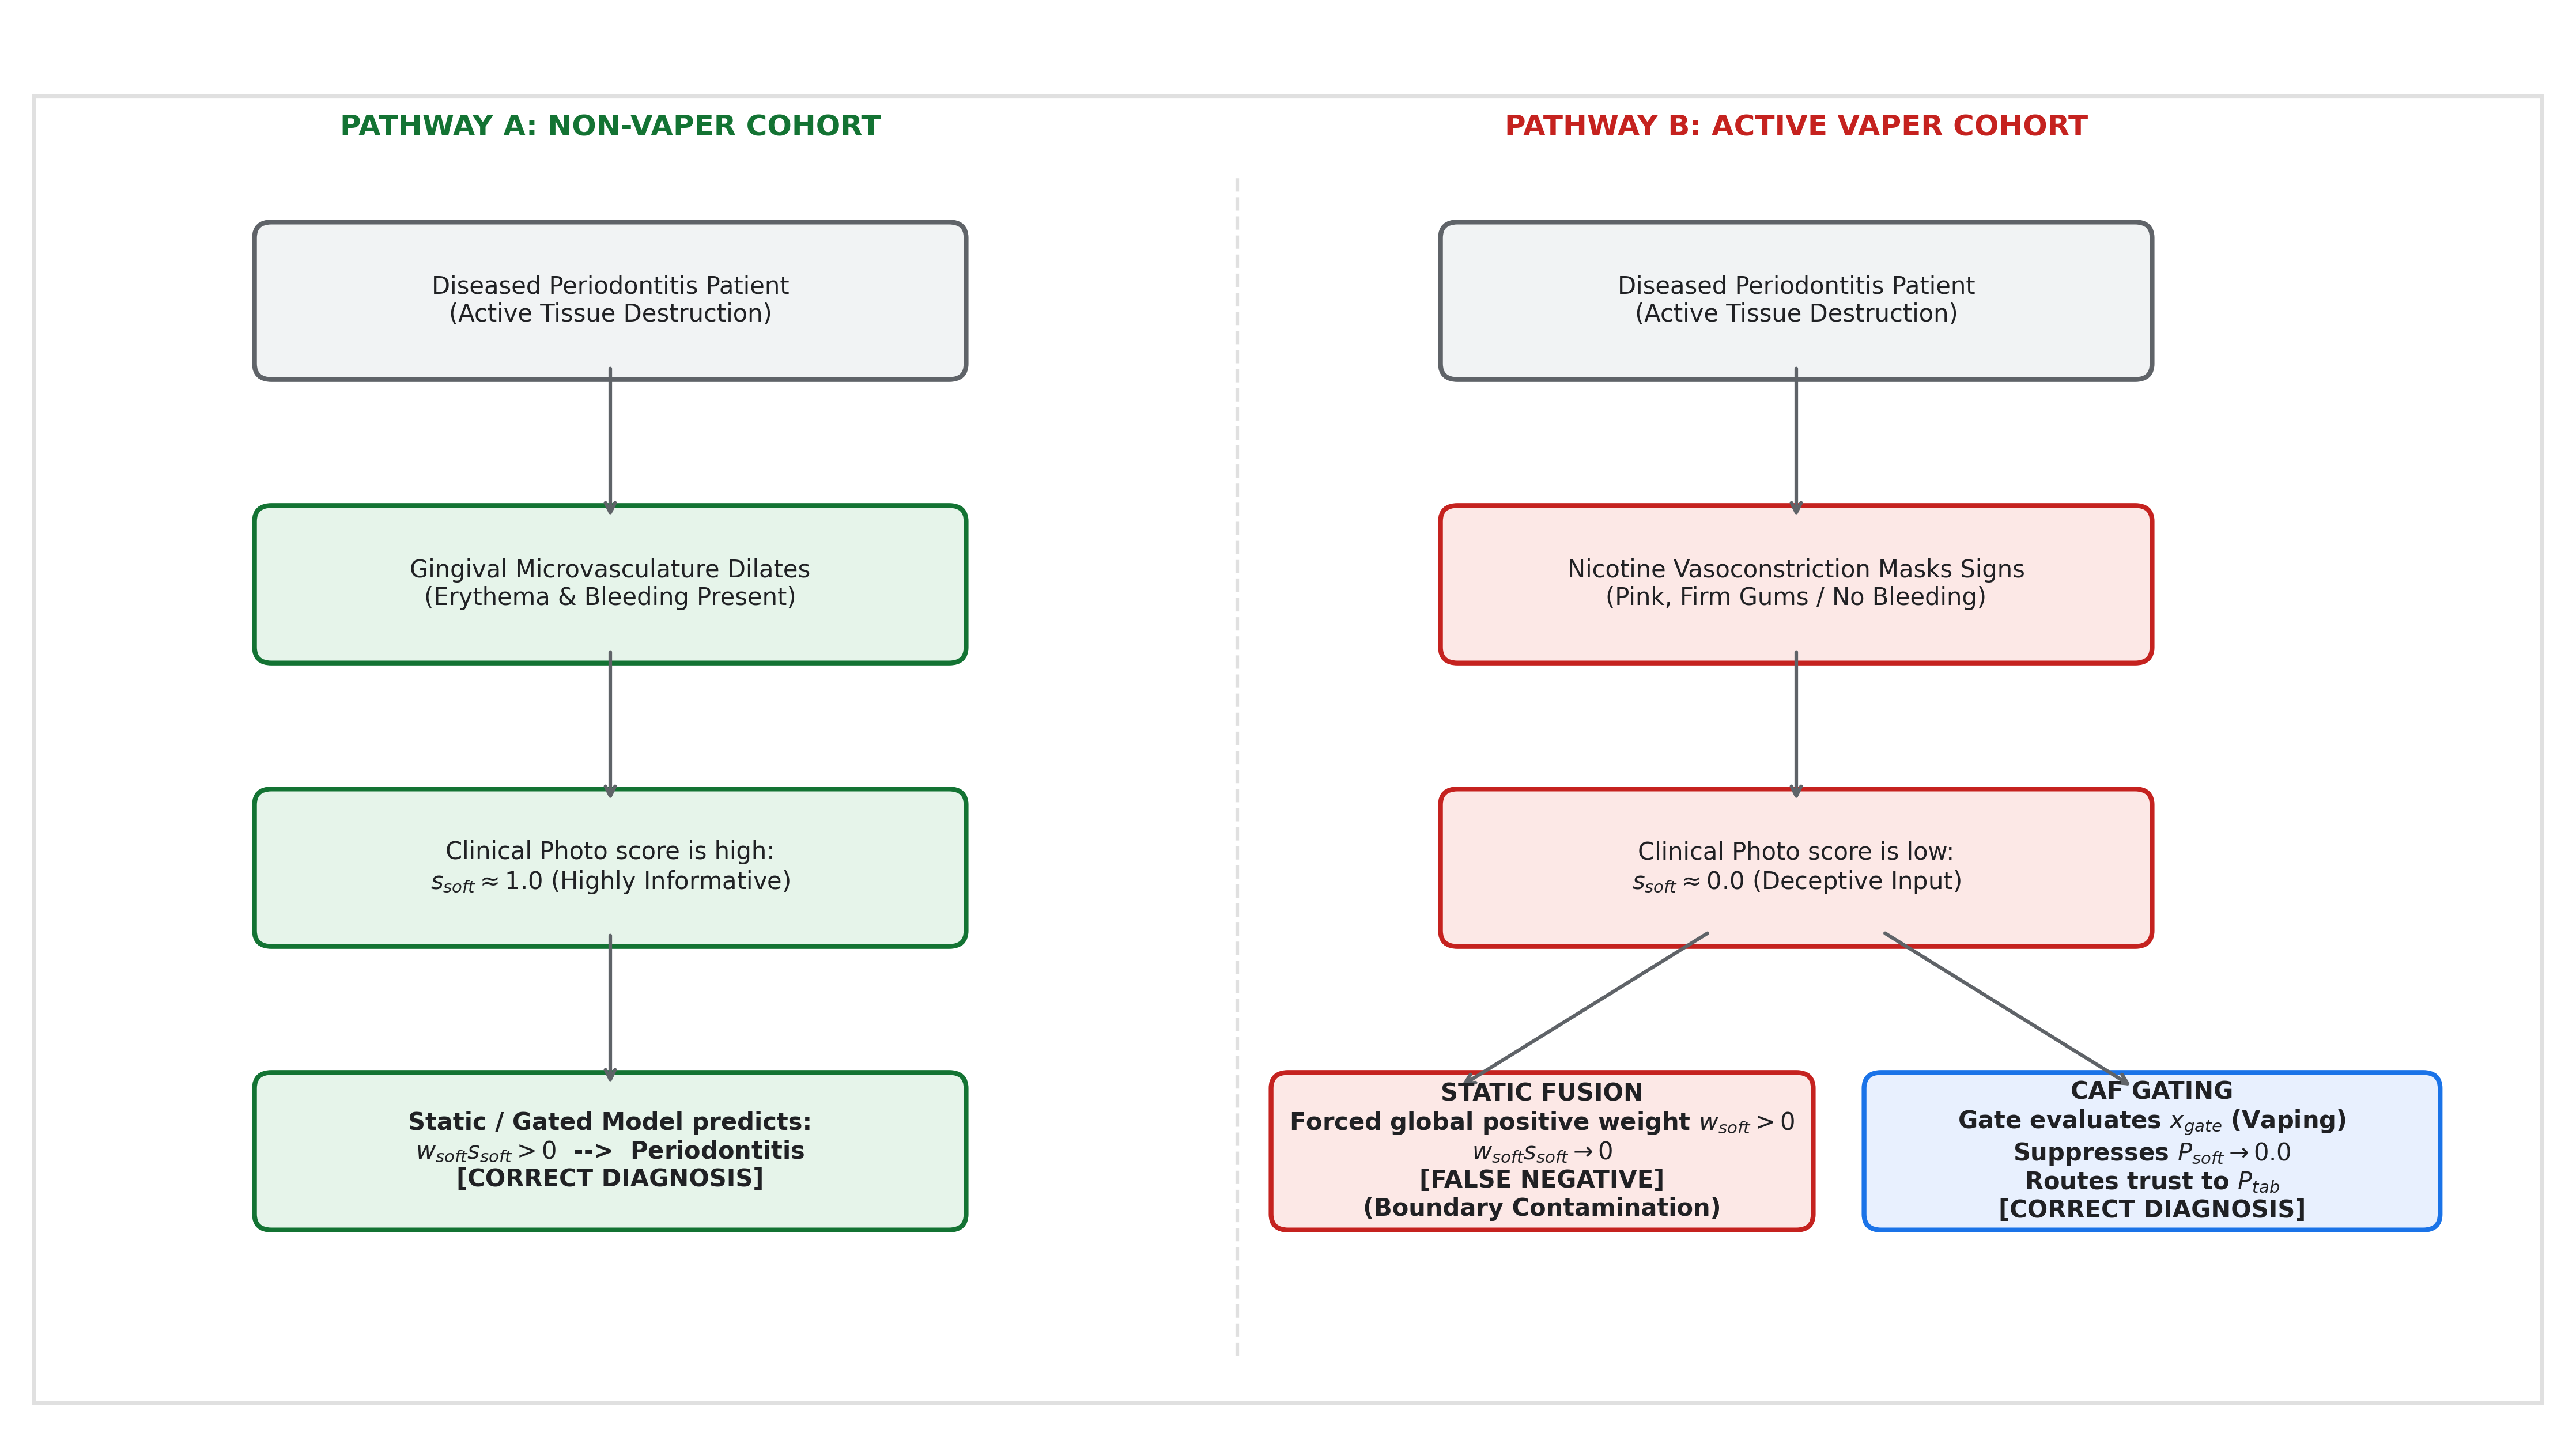 PATHWAY A: NON-VAPER COHORT
Diseased Periodontitis Patient
(Active Tissue Destruction)
Gingival Microvasculature Dilates
(Erythema & Bleeding Present)
Clinical Photo score is high:
s_soft ≈ 1.0 (Highly Informative)
Static / Gated Model predicts:
w_soft s_soft > 0 --> Periodontitis
[CORRECT DIAGNOSIS]
PATHWAY B: ACTIVE VAPER COHORT
Diseased Periodontitis Patient
(Active Tissue Destruction)
Nicotine Vasoconstriction Masks Signs
(Pink, Firm Gums / No Bleeding)
Clinical Photo score is low:
s_soft ≈ 0.0 (Deceptive Input)
STATIC FUSION
Forced global positive weight w_soft > 0
w_soft s_soft → 0
[FALSE NEGATIVE]
(Boundary Contamination)
CAF GATING
Gate evaluates x_gate (Vaping)
Suppresses P_soft → 0.0
Routes trust to P_tab
[CORRECT DIAGNOSIS]